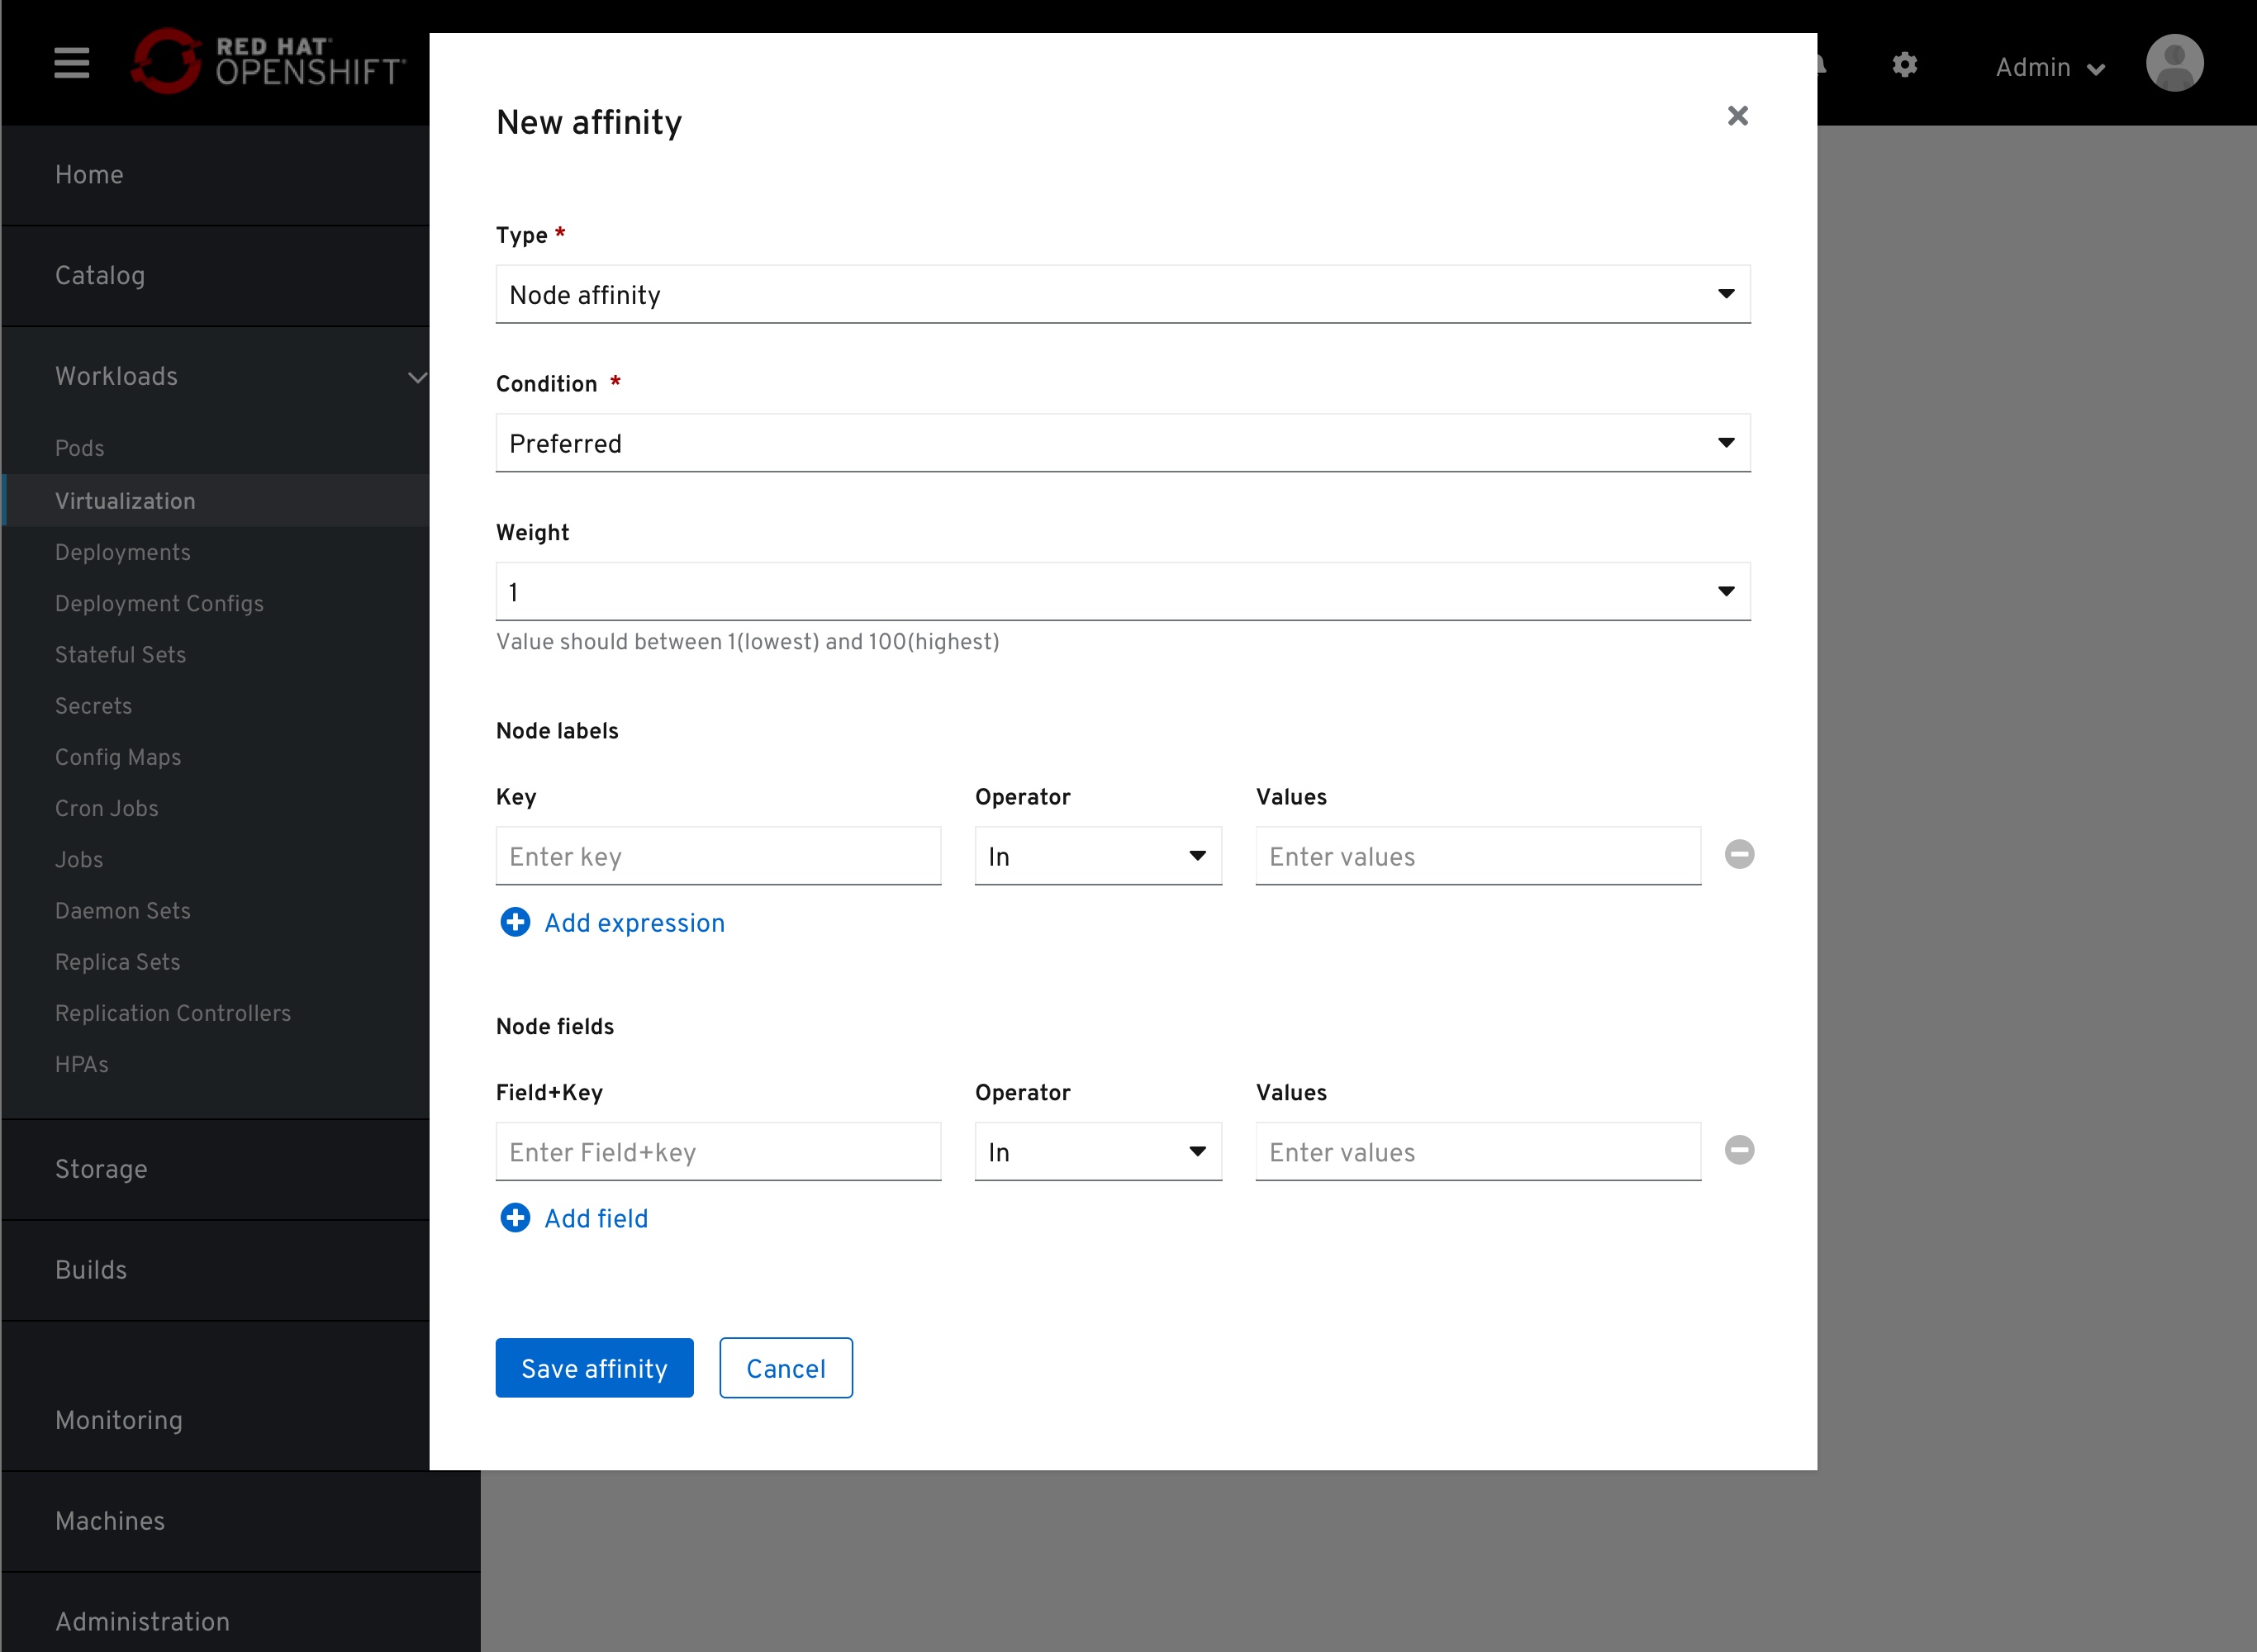 RED HAT®
OPENSHIFT®
Admin
Home
Catalog
Workloads
Pods
Virtualization
Deployments
Deployment Configs
Stateful Sets
Secrets
Config Maps
Cron Jobs
Jobs
Daemon Sets
Replica Sets
Replication Controllers
HPAs
Storage
Builds
Monitoring
Machines
Administration
New affinity
Type *
Node affinity
Condition *
Preferred
Weight
1
Value should between 1(lowest) and 100(highest)
Node labels
Key Operator Values
Enter key In Enter values
Add expression
Node fields
Field+Key Operator Values
Enter Field+key In Enter values
Add field
Save affinity Cancel